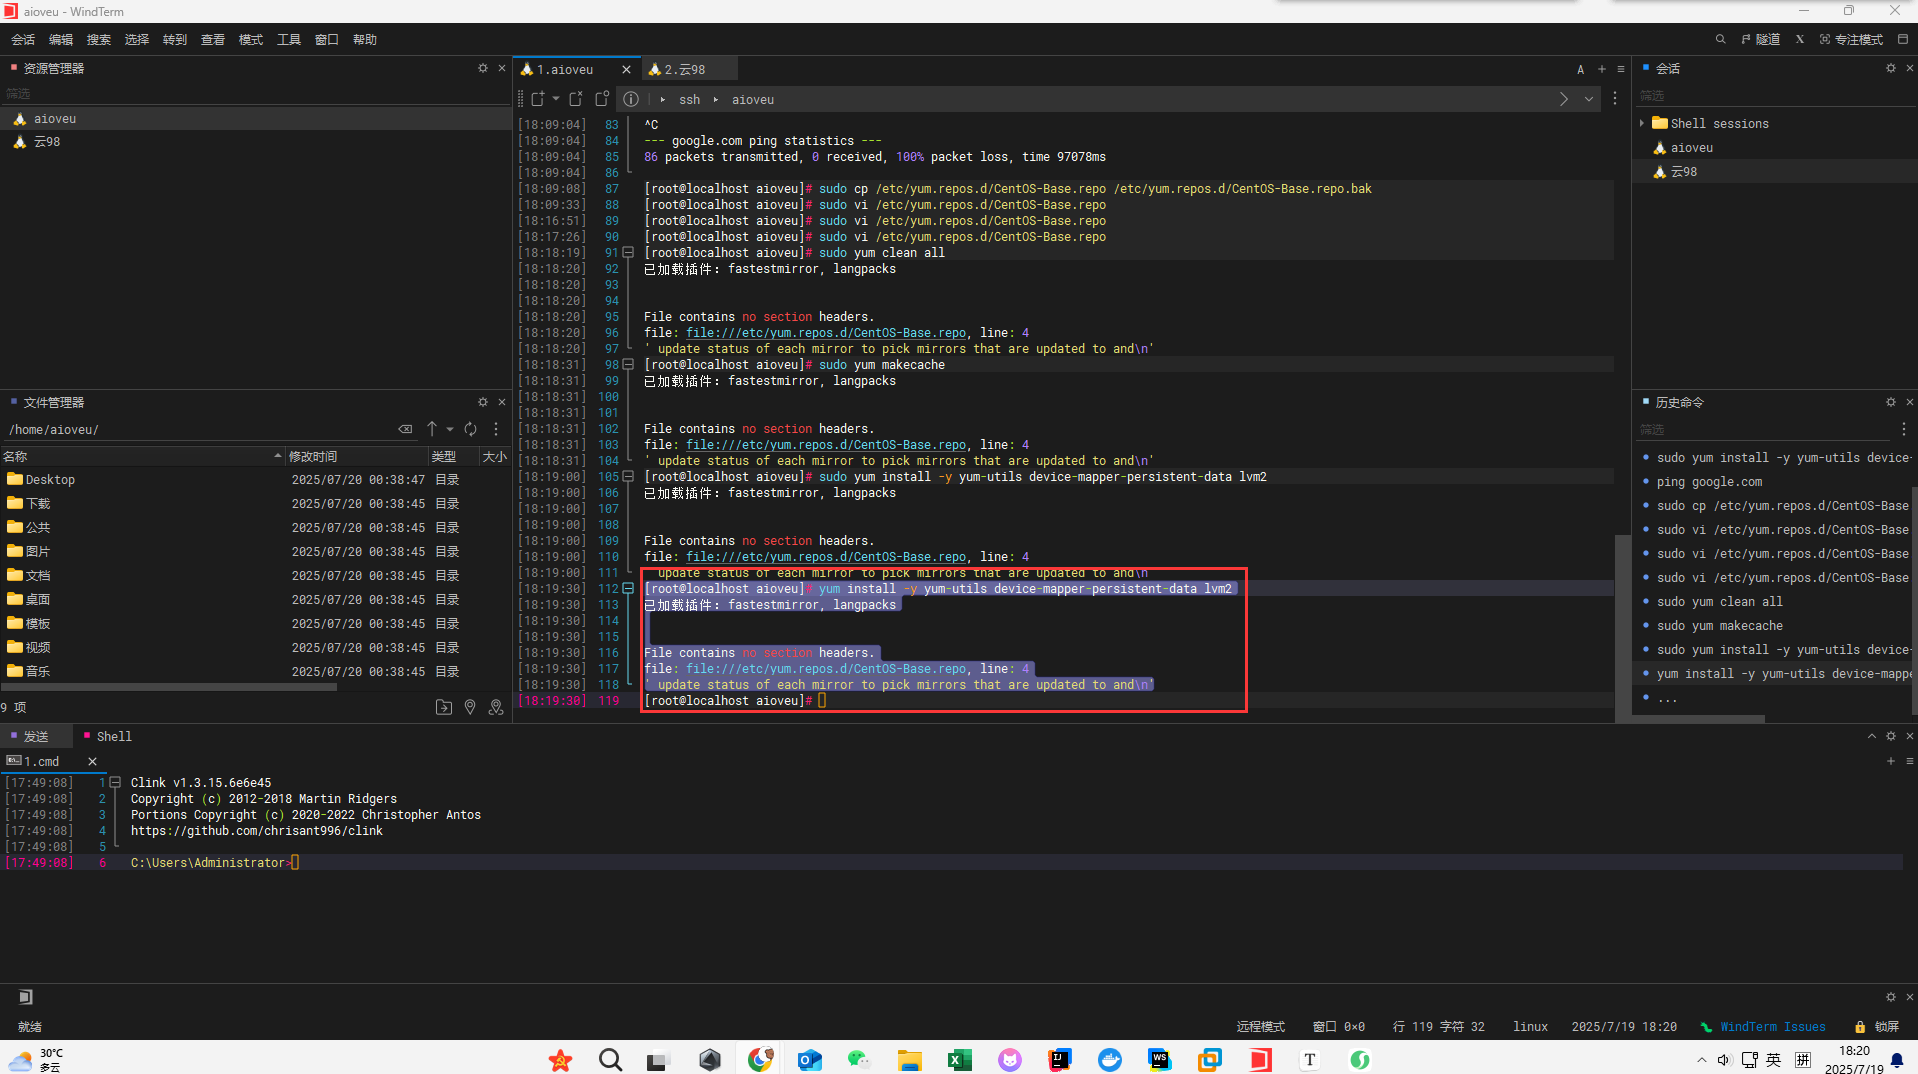 aioveu - WindTerm
会话 编辑 搜索 选择 转到 查看 模式 工具 窗口 帮助
隧道 X 专注模式
资源管理器
筛选
aioveu
云98
文件管理器
/home/aioveu/
名称 修改时间 类型 大小
Desktop 2025/07/20 00:38:47 目录
下载 2025/07/20 00:38:45 目录
公共 2025/07/20 00:38:45 目录
图片 2025/07/20 00:38:45 目录
文档 2025/07/20 00:38:45 目录
桌面 2025/07/20 00:38:45 目录
模板 2025/07/20 00:38:45 目录
视频 2025/07/20 00:38:45 目录
音乐 2025/07/20 00:38:45 目录
9 项
1.aioveu 2.云98 A
ssh aioveu
[18:09:04] 83 ^C
[18:09:04] 84 --- google.com ping statistics ---
[18:09:04] 85 86 packets transmitted, 0 received, 100% packet loss, time 97078ms
[18:09:04] 86
[18:09:08] 87 [root@localhost aioveu]# sudo cp /etc/yum.repos.d/CentOS-Base.repo /etc/yum.repos.d/CentOS-Base.repo.bak
[18:09:33] 88 [root@localhost aioveu]# sudo vi /etc/yum.repos.d/CentOS-Base.repo
[18:16:51] 89 [root@localhost aioveu]# sudo vi /etc/yum.repos.d/CentOS-Base.repo
[18:17:26] 90 [root@localhost aioveu]# sudo vi /etc/yum.repos.d/CentOS-Base.repo
[18:18:19] 91 [root@localhost aioveu]# sudo yum clean all
[18:18:20] 92 已加载插件：fastestmirror, langpacks
[18:18:20] 93
[18:18:20] 94
[18:18:20] 95 File contains no section headers.
[18:18:20] 96 file: file:///etc/yum.repos.d/CentOS-Base.repo, line: 4
[18:18:20] 97 ' update status of each mirror to pick mirrors that are updated to and\n'
[18:18:31] 98 [root@localhost aioveu]# sudo yum makecache
[18:18:31] 99 已加载插件：fastestmirror, langpacks
[18:18:31] 100
[18:18:31] 101
[18:18:31] 102 File contains no section headers.
[18:18:31] 103 file: file:///etc/yum.repos.d/CentOS-Base.repo, line: 4
[18:18:31] 104 ' update status of each mirror to pick mirrors that are updated to and\n'
[18:19:00] 105 [root@localhost aioveu]# sudo yum install -y yum-utils device-mapper-persistent-data lvm2
[18:19:00] 106 已加载插件：fastestmirror, langpacks
[18:19:00] 107
[18:19:00] 108
[18:19:00] 109 File contains no section headers.
[18:19:00] 110 file: file:///etc/yum.repos.d/CentOS-Base.repo, line: 4
[18:19:00] 111 update status of each mirror to pick mirrors that are updated to and\n
[18:19:30] 112 [root@localhost aioveu]# yum install -y yum-utils device-mapper-persistent-data lvm2
[18:19:30] 113 已加载插件：fastestmirror, langpacks
[18:19:30] 114
[18:19:30] 115
[18:19:30] 116 File contains no section headers.
[18:19:30] 117 file: file:///etc/yum.repos.d/CentOS-Base.repo, line: 4
[18:19:30] 118 ' update status of each mirror to pick mirrors that are updated to and\n'
[18:19:30] 119 [root@localhost aioveu]#
会话
筛选
Shell sessions
aioveu
云98
历史命令
筛选
sudo yum install -y yum-utils device-
ping google.com
sudo cp /etc/yum.repos.d/CentOS-Base
sudo vi /etc/yum.repos.d/CentOS-Base
sudo vi /etc/yum.repos.d/CentOS-Base
sudo vi /etc/yum.repos.d/CentOS-Base
sudo yum clean all
sudo yum makecache
sudo yum install -y yum-utils device-
yum install -y yum-utils device-mappe
...
发送 Shell
1.cmd
[17:49:08] 1 Clink v1.3.15.6e6e45
[17:49:08] 2 Copyright (c) 2012-2018 Martin Ridgers
[17:49:08] 3 Portions Copyright (c) 2020-2022 Christopher Antos
[17:49:08] 4 https://github.com/chrisant996/clink
[17:49:08] 5
[17:49:08] 6 C:\Users\Administrator>
就绪 远程模式 窗口 0×0 行 119 字符 32 linux 2025/7/19 18:20 WindTerm Issues 锁屏
30°C
多云
IJ WS T
英 拼
18:20
2025/7/19